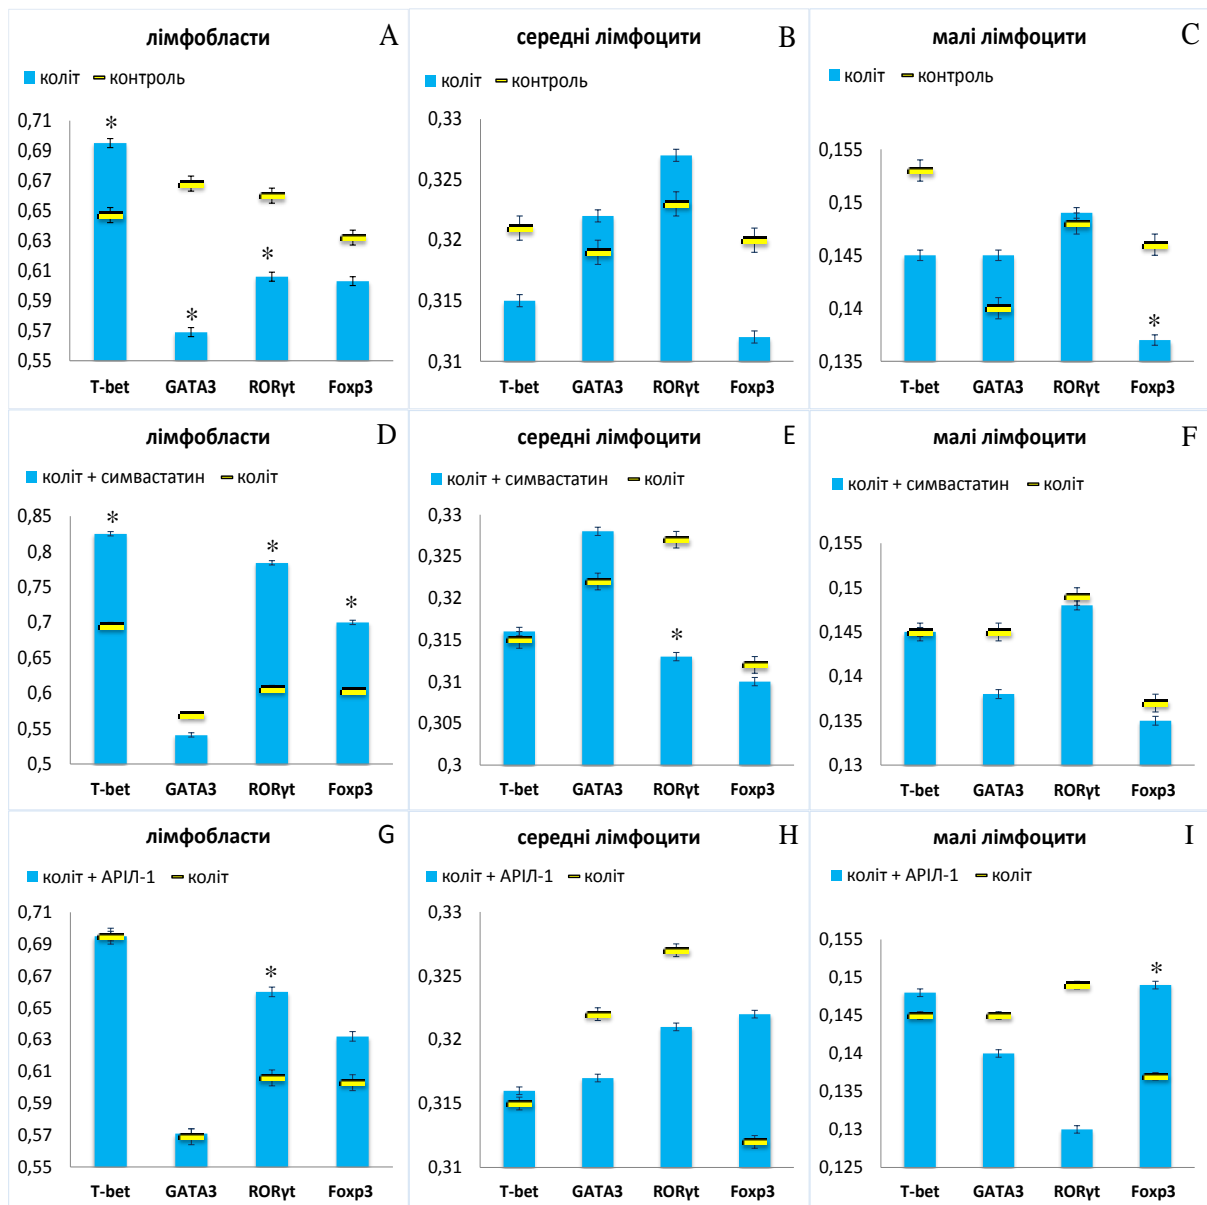 лімфобласти A
коліт контроль
0,71
0,69
0,67
0,65
0,63
0,61
0,59
0,57
0,55
* * *
T-bet GATA3 RORγt Foxp3
середні лімфоцити B
коліт контроль
0,33
0,325
0,32
0,315
0,31
T-bet GATA3 RORγt Foxp3
малі лімфоцити C
коліт контроль
0,155
0,15
0,145
0,14
0,135
*
T-bet GATA3 RORγt Foxp3
лімфобласти D
коліт + симвастатин коліт
0,85
0,8
0,75
0,7
0,65
0,6
0,55
0,5
* * *
T-bet GATA3 RORγt Foxp3
середні лімфоцити E
коліт + симвастатин коліт
0,33
0,325
0,32
0,315
0,31
0,305
0,3
*
T-bet GATA3 RORγt Foxp3
малі лімфоцити F
коліт + симвастатин коліт
0,155
0,15
0,145
0,14
0,135
0,13
T-bet GATA3 RORγt Foxp3
лімфобласти G
коліт + АРІЛ-1 коліт
0,71
0,69
0,67
0,65
0,63
0,61
0,59
0,57
0,55
*
T-bet GATA3 RORγt Foxp3
середні лімфоцити H
коліт + АРІЛ-1 коліт
0,33
0,325
0,32
0,315
0,31
T-bet GATA3 RORγt Foxp3
малі лімфоцити I
коліт + АРІЛ-1 коліт
0,155
0,15
0,145
0,14
0,135
0,13
0,125
*
T-bet GATA3 RORγt Foxp3